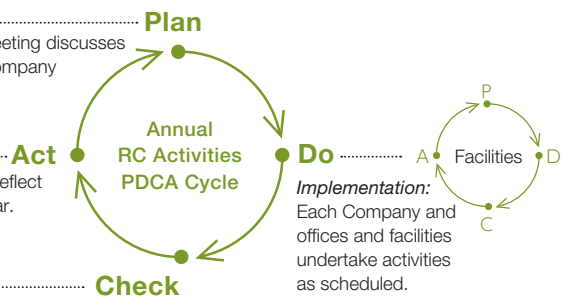 Plan
eeting discusses
ompany
Annual
RC Activities
PDCA Cycle
Act
eflect
ar.
Do
Implementation:
Each Company and
offices and facilities
undertake activities
as scheduled.
P
A
Facilities
D
C
Check